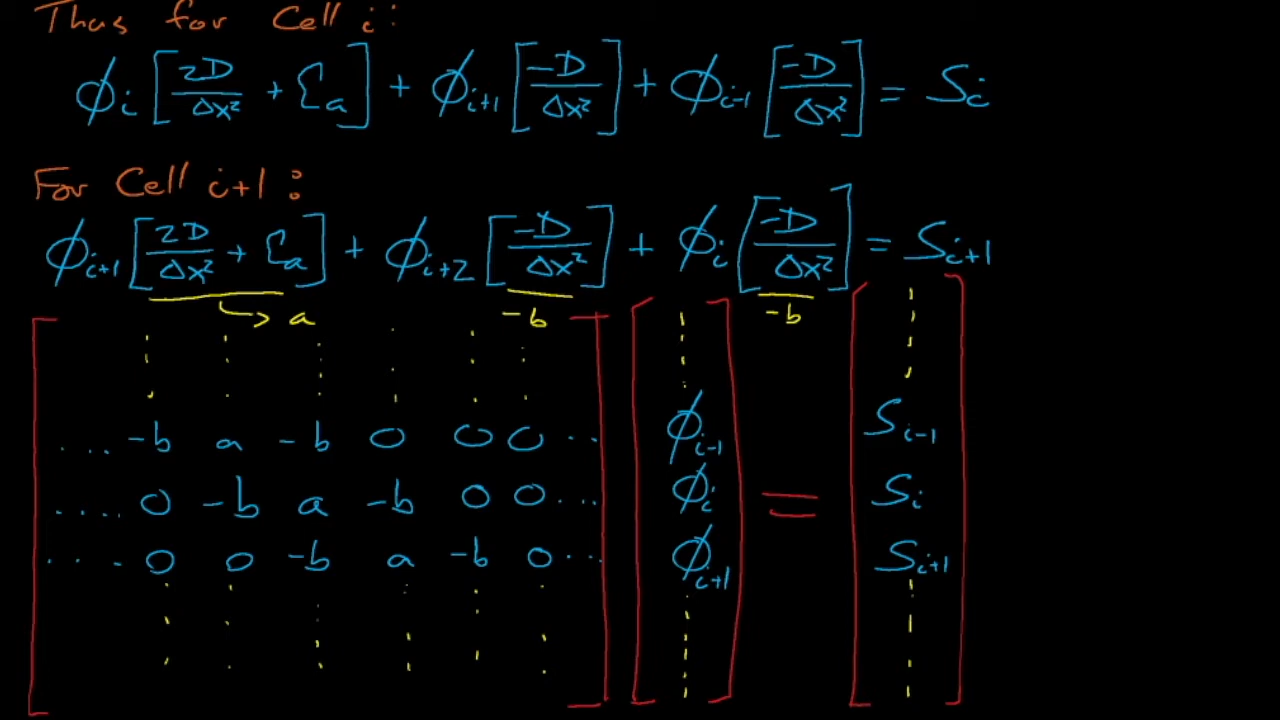 Thus for Cell i:
ϕi [2D/Δx² + Σa] + ϕi+1 [-D/Δx²] + ϕi-1 [-D/Δx²] = Si
For Cell i+1:
ϕi+1 [2D/Δx² + Σa] + ϕi+2 [-D/Δx²] + ϕi [-D/Δx²] = Si+1
→ a -b -b
.... -b a -b 0 0 0 .. ϕi-1 Si-1
..... 0 -b a -b 0 0 ... ϕi = Si
.... 0 0 -b a -b 0 ... ϕi+1 Si+1